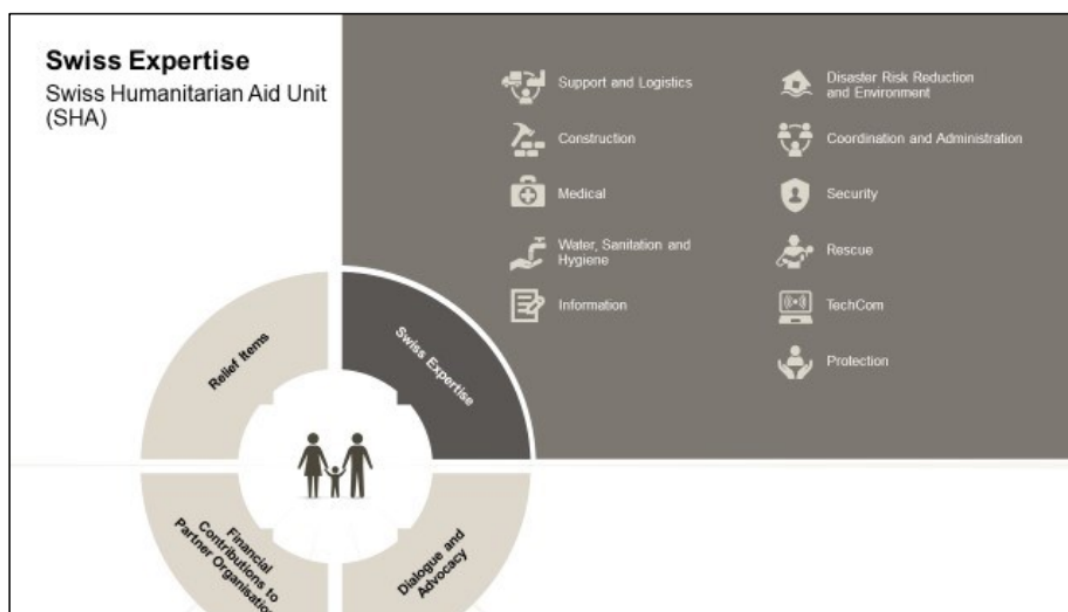 Swiss Expertise
Swiss Humanitarian Aid Unit
(SHA)
Support and Logistics
Construction
Medical
Water, Sanitation and
Hygiene
Information
Disaster Risk Reduction
and Environment
Coordination and Administration
Security
Rescue
TechCom
Protection
Relief Items
Swiss Expertise
Financial
Contributions to
Partner Organisation
Dialogue and
Advocacy